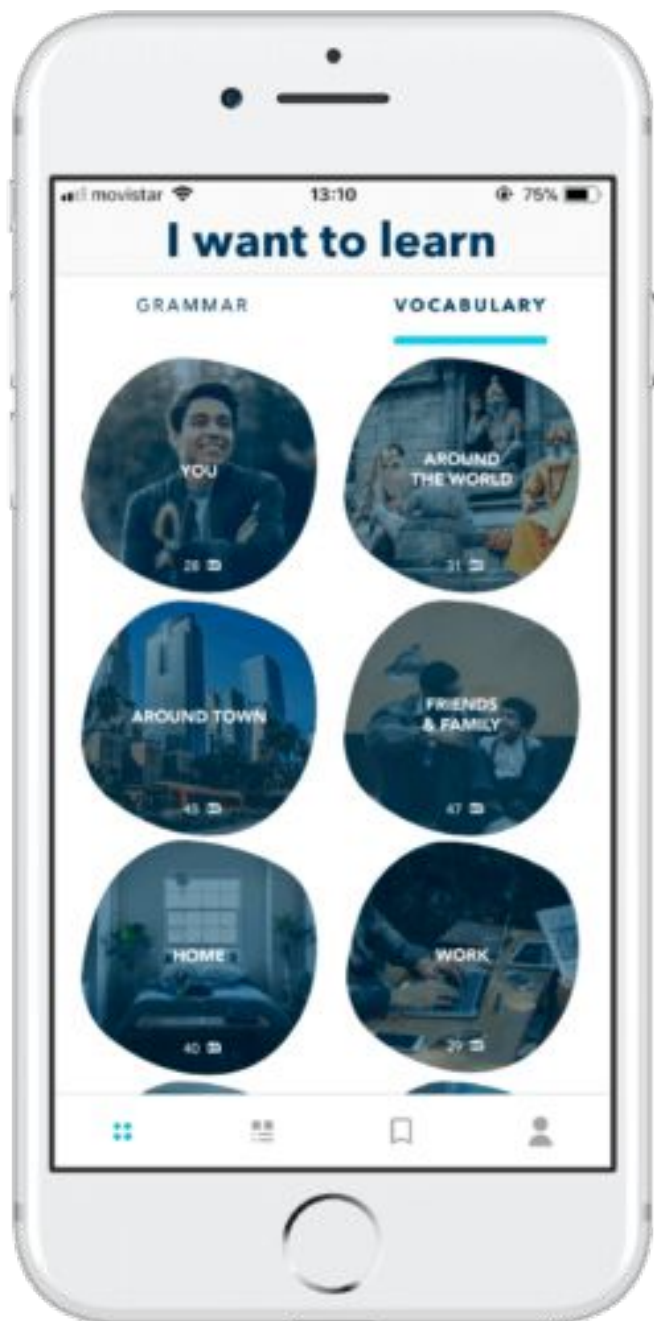 movistar 13:10 75%
I want to learn
GRAMMAR VOCABULARY
YOU
28
AROUND
THE WORLD
31
AROUND TOWN
FRIENDS
& FAMILY
47
HOME
40
WORK
29